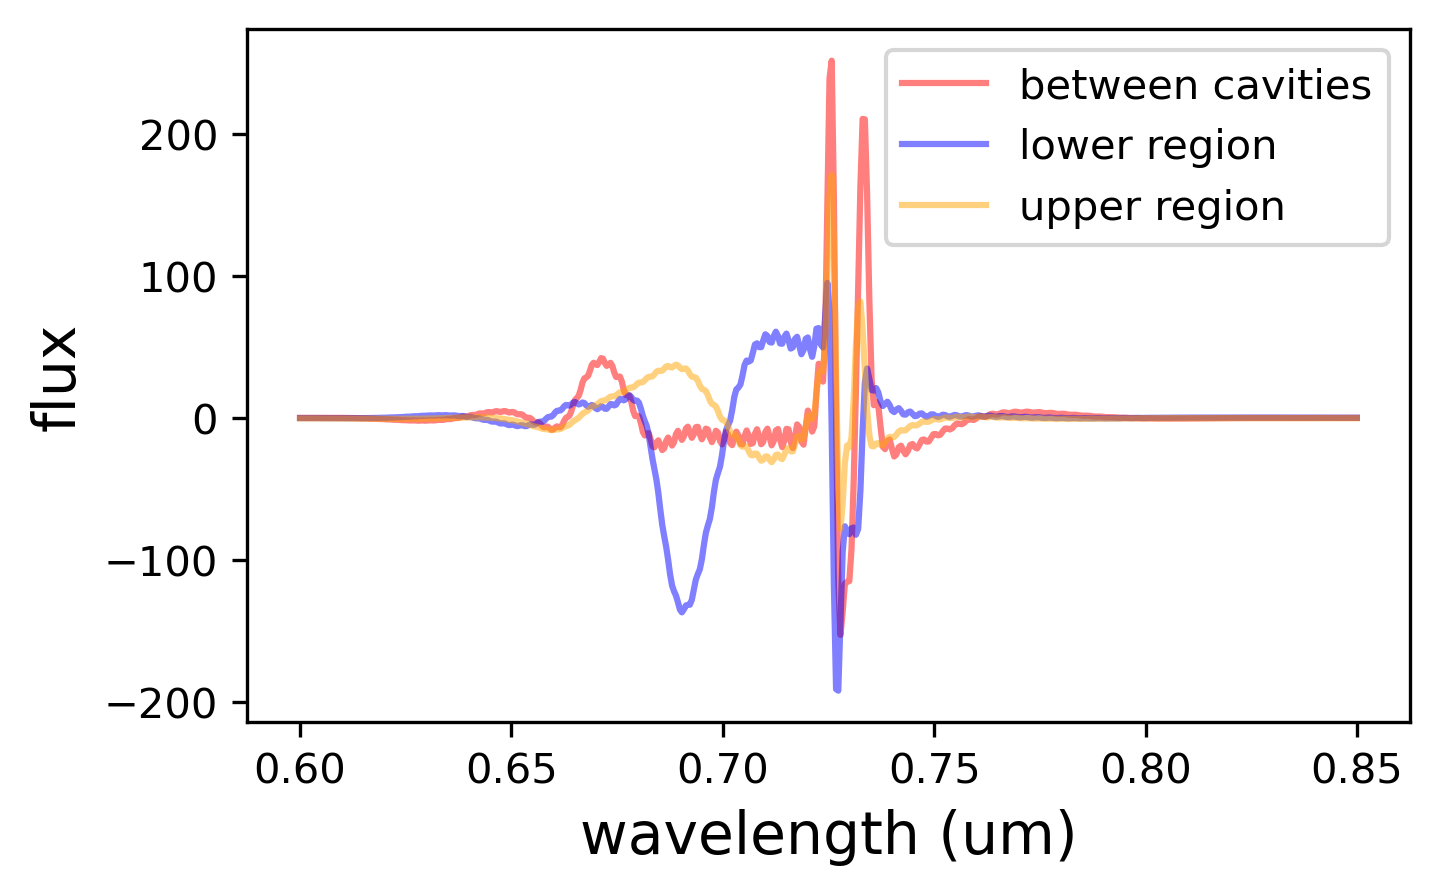 between cavities
lower region
upper region
200
100
0
−100
−200
flux
0.60 0.65 0.70 0.75 0.80 0.85
wavelength (um)